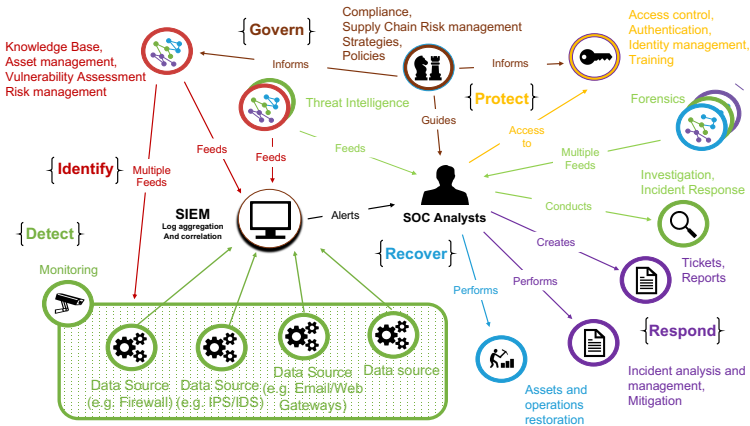 {Govern}
Compliance,
Supply Chain Risk management
Strategies,
Policies
Access control,
Authentication,
Identity management,
Training
Knowledge Base,
Asset management,
Vulnerability Assessment
Risk management
Informs
Informs
{Protect}
Threat Intelligence
Forensics
Guides
Access
to
{Identify}
Multiple
Feeds
Feeds
Feeds
Feeds
Multiple
Feeds
Investigation,
Incident Response
SIEM
Log aggregation
And correlation
Alerts
SOC Analysts
Conducts
{Detect}
{Recover}
Creates
Tickets,
Reports
Monitoring
Performs
Performs
{Respond}
Data Source
(e.g. Firewall)
Data Source
(e.g. IPS/IDS)
Data Source
(e.g. Email/Web
Gateways)
Data source
Assets and
operations
restoration
Incident analysis and
management,
Mitigation